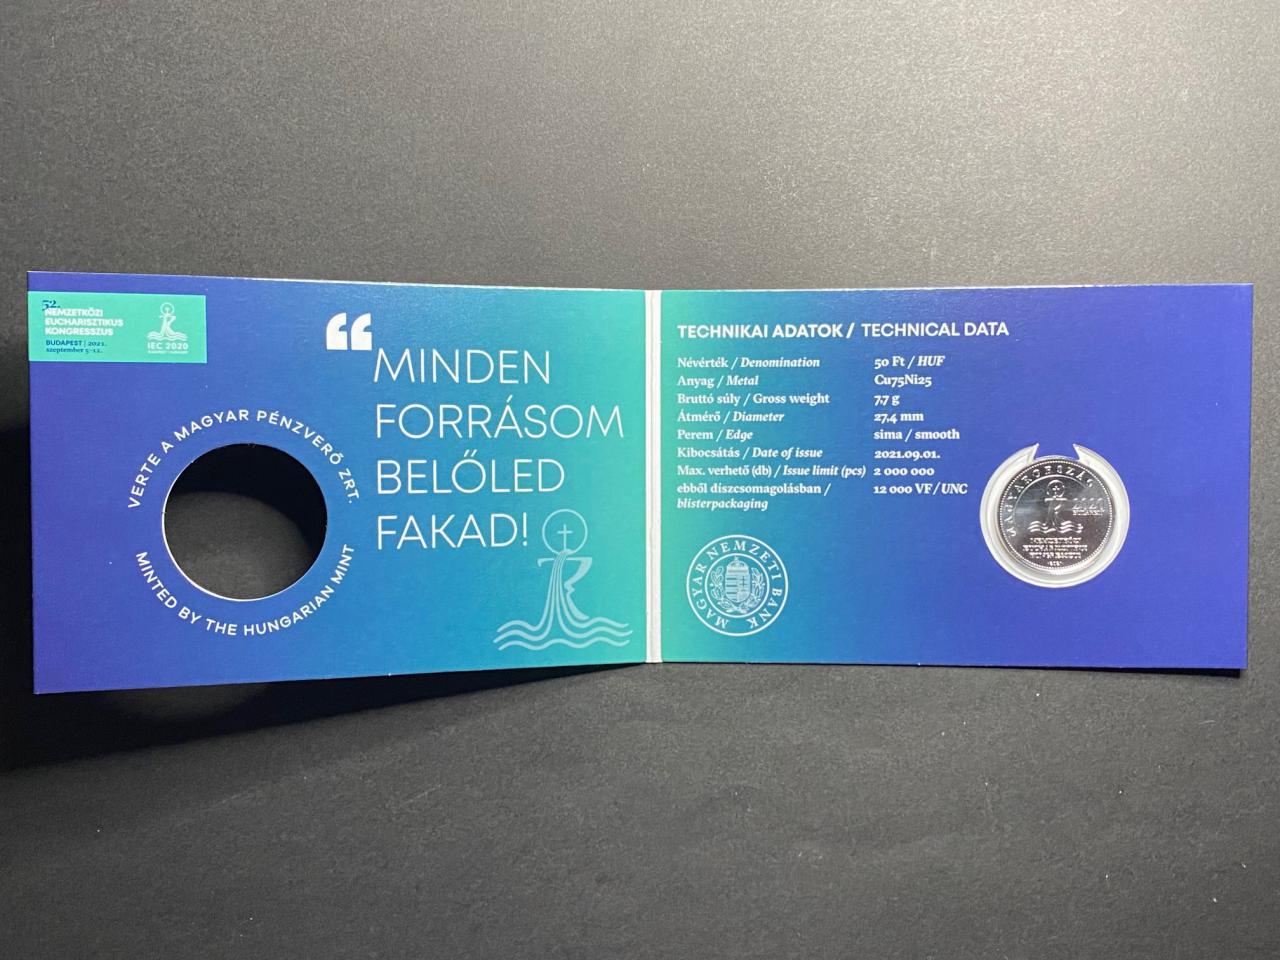 52.
NEMZETKÖZI
EUCHARISZTIKUS
KONGRESSZUS
BUDAPEST | 2021.
szeptember 5-12.
IEC 2020
BUDAPEST HUNGARY
VERTE A MAGYAR PÉNZVERŐ ZRT.
MINTED BY THE HUNGARIAN MINT
“
MINDEN
FORRÁSOM
BELŐLED
FAKAD!
TECHNIKAI ADATOK / TECHNICAL DATA
Névérték / Denomination 50 Ft / HUF
Anyag / Metal Cu75Ni25
Bruttó súly / Gross weight 7,7 g
Átmérő / Diameter 27,4 mm
Perem / Edge sima / smooth
Kibocsátás / Date of issue 2021.09.01.
Max. verhető (db) / Issue limit (pcs) 2 000 000
ebből díszcsomagolásban / 12 000 VF / UNC
blisterpackaging
MAGYAR NEMZETI BANK
MAGYARORSZÁG
NEMZETKÖZI